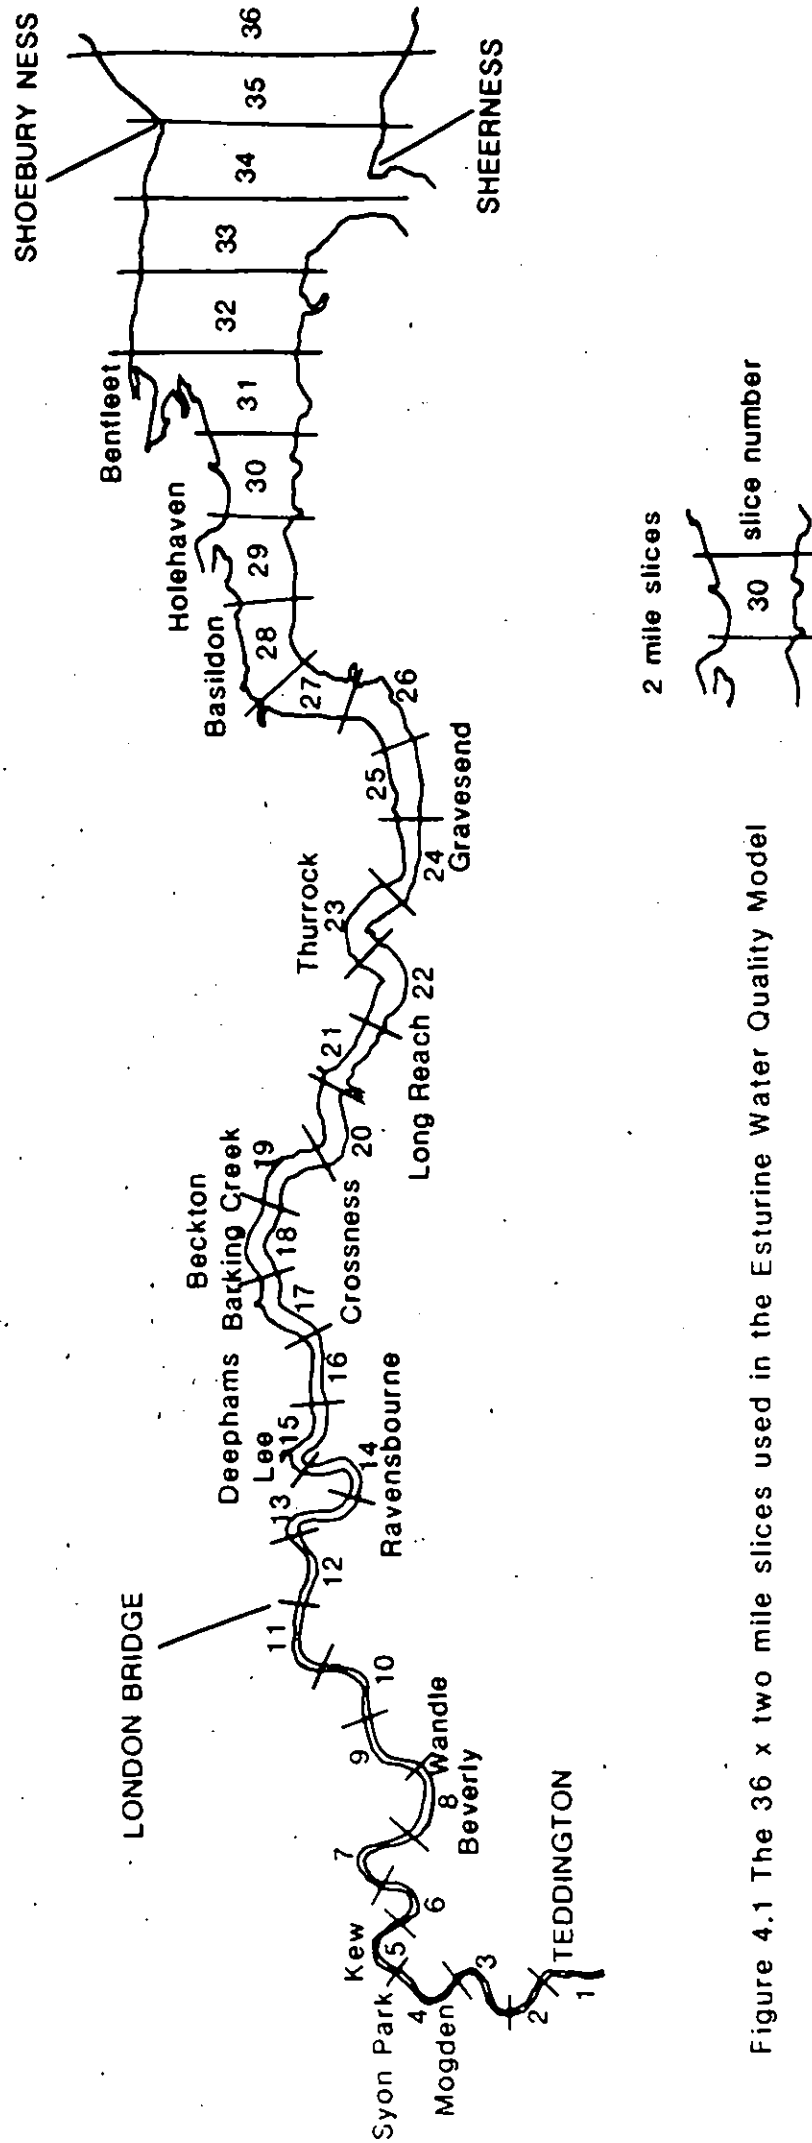 SHOEBURY NESS
36
35
34
33
32
31
30
29
28
27
26
25
24
23
22
21
20
19
18
17
16
15
14
13
12
11
10
9
8
7
6
5
4
3
2
1
SHEERNESS
Benfleet
Holehaven
Basildon
Gravesend
Thurrock
Long Reach
Beckton
Barking Creek
Crossness
Deephams
Lee
Ravensbourne
LONDON BRIDGE
Wandle
Beverly
Kew
Syon Park
Mogden
TEDDINGTON
2 mile slices
30
slice number
Figure 4.1 The 36 x two mile slices used in the Esturine Water Quality Model